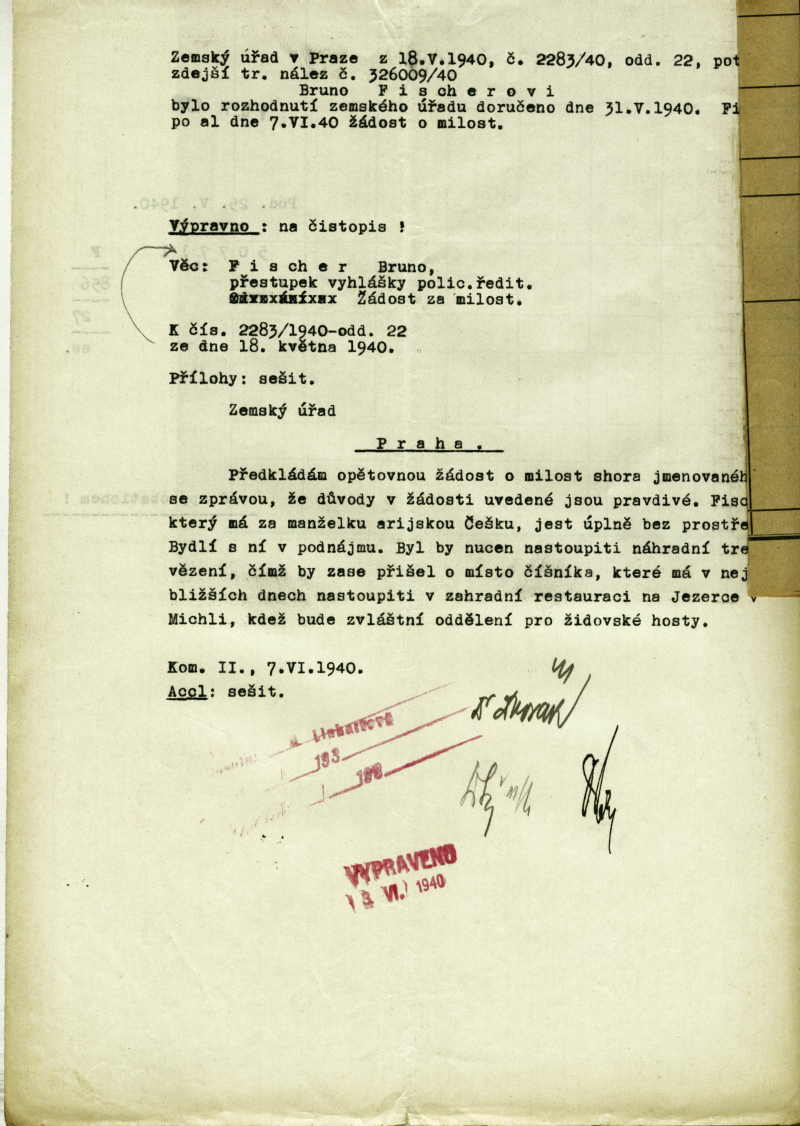 Zemský úřad v Praze z 18.V.1940, č. 2283/40, odd. 22, pot
zdejší tr. nález č. 326009/40
Bruno F i s ch e r o v i
bylo rozhodnutí zemského úřadu doručeno dne 31.V.1940. Fi
po al dne 7.VI.40 žádost o milost.
Výpravno : na čistopis !
Věc: F i s ch e r Bruno,
přestupek vyhlášky polic.ředit.
Žádost za milost.
K čís. 2283/1940-odd. 22
ze dne 18. května 1940.
Přílohy: sešit.
Zemský úřad
P r a h a .
Předkládám opětovnou žádost o milost shora jmenovanéh
se zprávou, že důvody v žádosti uvedené jsou pravdivé. Fisc
který má za manželku arijskou Češku, jest úplně bez prostře
Bydlí s ní v podnájmu. Byl by nucen nastoupiti náhradní tre
vězení, čímž by zase přišel o místo číšníka, které má v nej
bližších dnech nastoupiti v zahradní restauraci na Jezerce v
Michli, kdež bude zvláštní oddělení pro židovské hosty.
Kom. II., 7.VI.1940.
Accl: sešit.
VYPRAVENO
VI. 1940